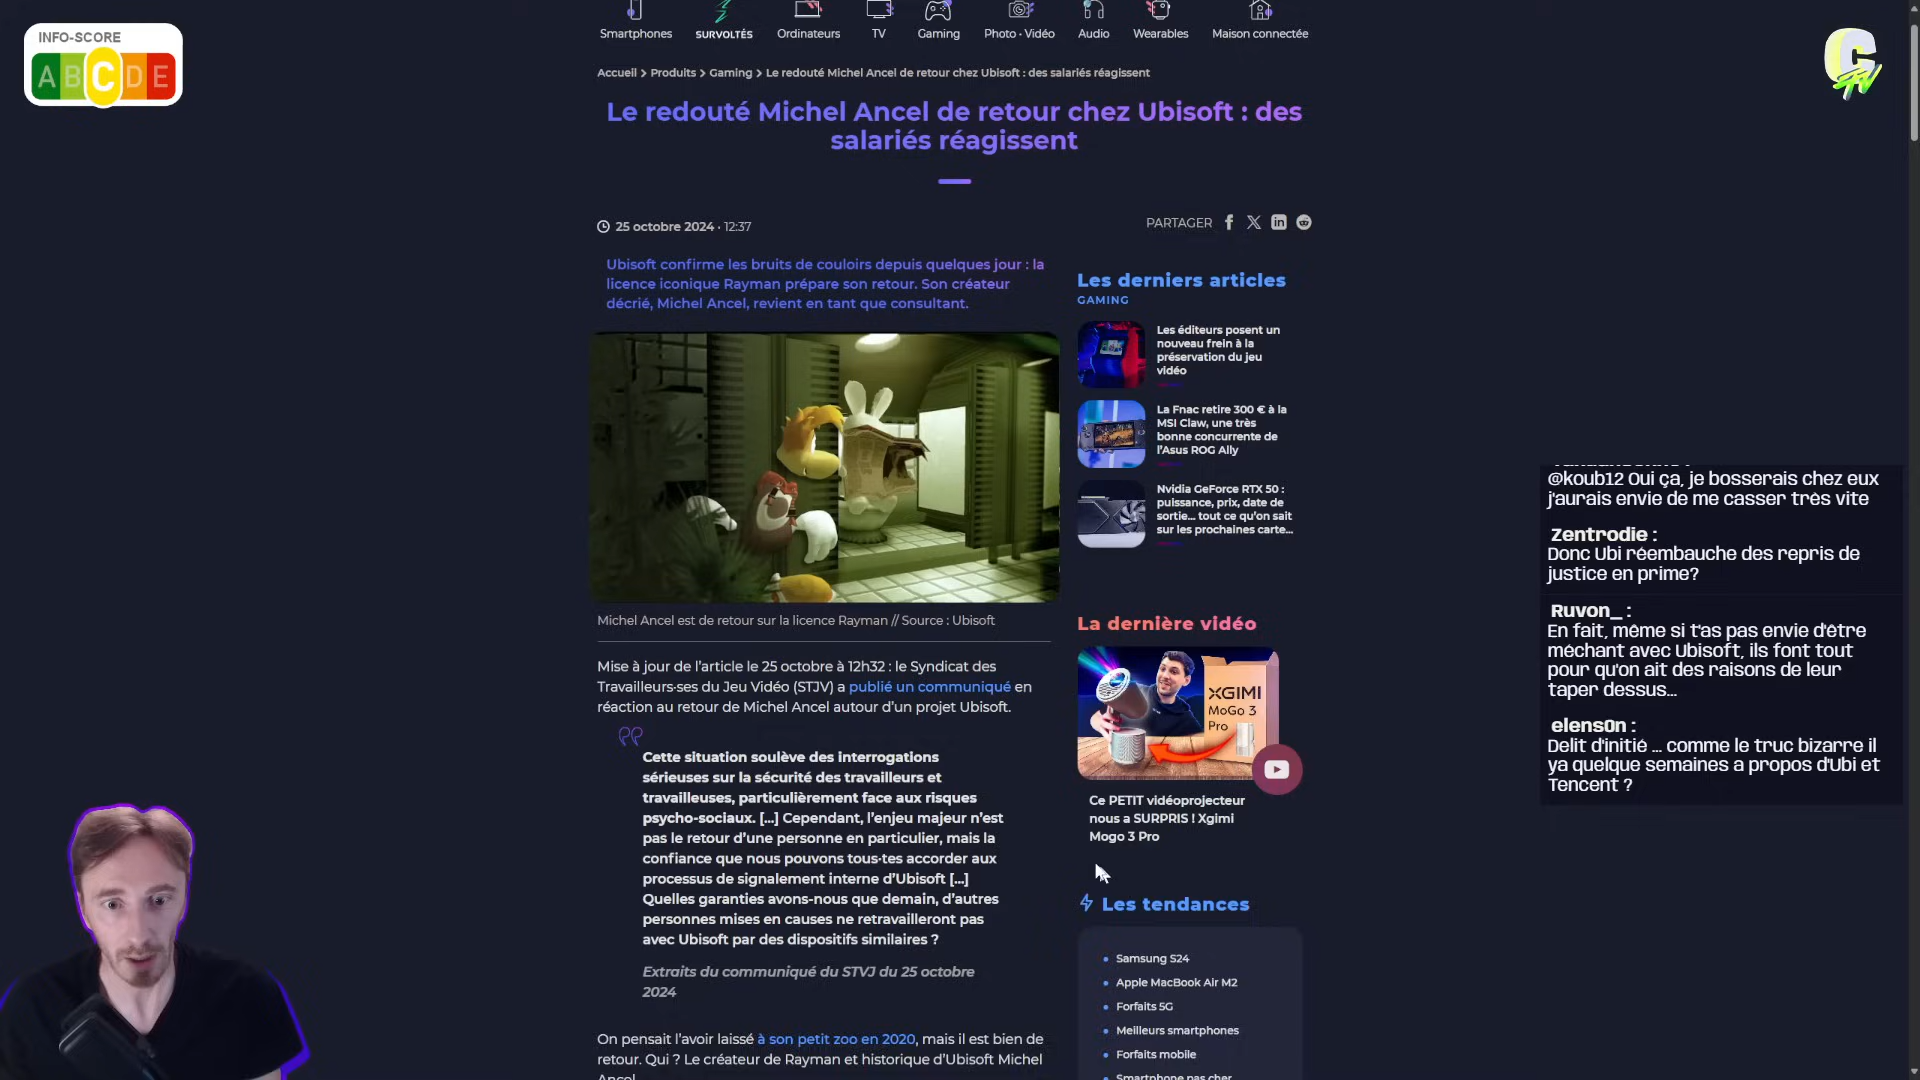 INFO-SCORE
A B C D E
Smartphones
SURVOLTÉS
Ordinateurs
TV
Gaming
Photo • Vidéo
Audio
Wearables
Maison connectée
Accueil > Produits > Gaming > Le redouté Michel Ancel de retour chez Ubisoft : des salariés réagissent
Le redouté Michel Ancel de retour chez Ubisoft : des
salariés réagissent
25 octobre 2024 • 12:37
PARTAGER
Ubisoft confirme les bruits de couloirs depuis quelques jour : la
licence iconique Rayman prépare son retour. Son créateur
décrié, Michel Ancel, revient en tant que consultant.
Michel Ancel est de retour sur la licence Rayman // Source : Ubisoft
Mise à jour de l'article le 25 octobre à 12h32 : le Syndicat des
Travailleurs·ses du Jeu Vidéo (STJV) a publié un communiqué en
réaction au retour de Michel Ancel autour d'un projet Ubisoft.
Cette situation soulève des interrogations
sérieuses sur la sécurité des travailleurs et
travailleuses, particulièrement face aux risques
psycho-sociaux. [...] Cependant, l'enjeu majeur n'est
pas le retour d'une personne en particulier, mais la
confiance que nous pouvons tous·tes accorder aux
processus de signalement interne d'Ubisoft [...]
Quelles garanties avons-nous que demain, d'autres
personnes mises en causes ne retravailleront pas
avec Ubisoft par des dispositifs similaires ?
Extraits du communiqué du STVJ du 25 octobre
2024
On pensait l'avoir laissé à son petit zoo en 2020, mais il est bien de
retour. Qui ? Le créateur de Rayman et historique d'Ubisoft Michel
Ancel.
Les derniers articles
GAMING
Les éditeurs posent un
nouveau frein à la
préservation du jeu
vidéo
La Fnac retire 300 € à la
MSI Claw, une très
bonne concurrente de
l'Asus ROG Ally
Nvidia GeForce RTX 50 :
puissance, prix, date de
sortie... tout ce qu'on sait
sur les prochaines carte...
La dernière vidéo
XGIMI
MoGo 3
Pro
Ce PETIT vidéoprojecteur
nous a SURPRIS ! Xgimi
Mogo 3 Pro
Les tendances
Samsung S24
Apple MacBook Air M2
Forfaits 5G
Meilleurs smartphones
Forfaits mobile
Smartphone pas cher
@koub12 Oui ça, je bosserais chez eux
j'aurais envie de me casser très vite
Zentrodie :
Donc Ubi réembauche des repris de
justice en prime?
Ruvon_ :
En fait, même si t'as pas envie d'être
méchant avec Ubisoft, ils font tout
pour qu'on ait des raisons de leur
taper dessus...
elens0n :
Delit d'initié ... comme le truc bizarre il
ya quelque semaines a propos d'Ubi et
Tencent ?